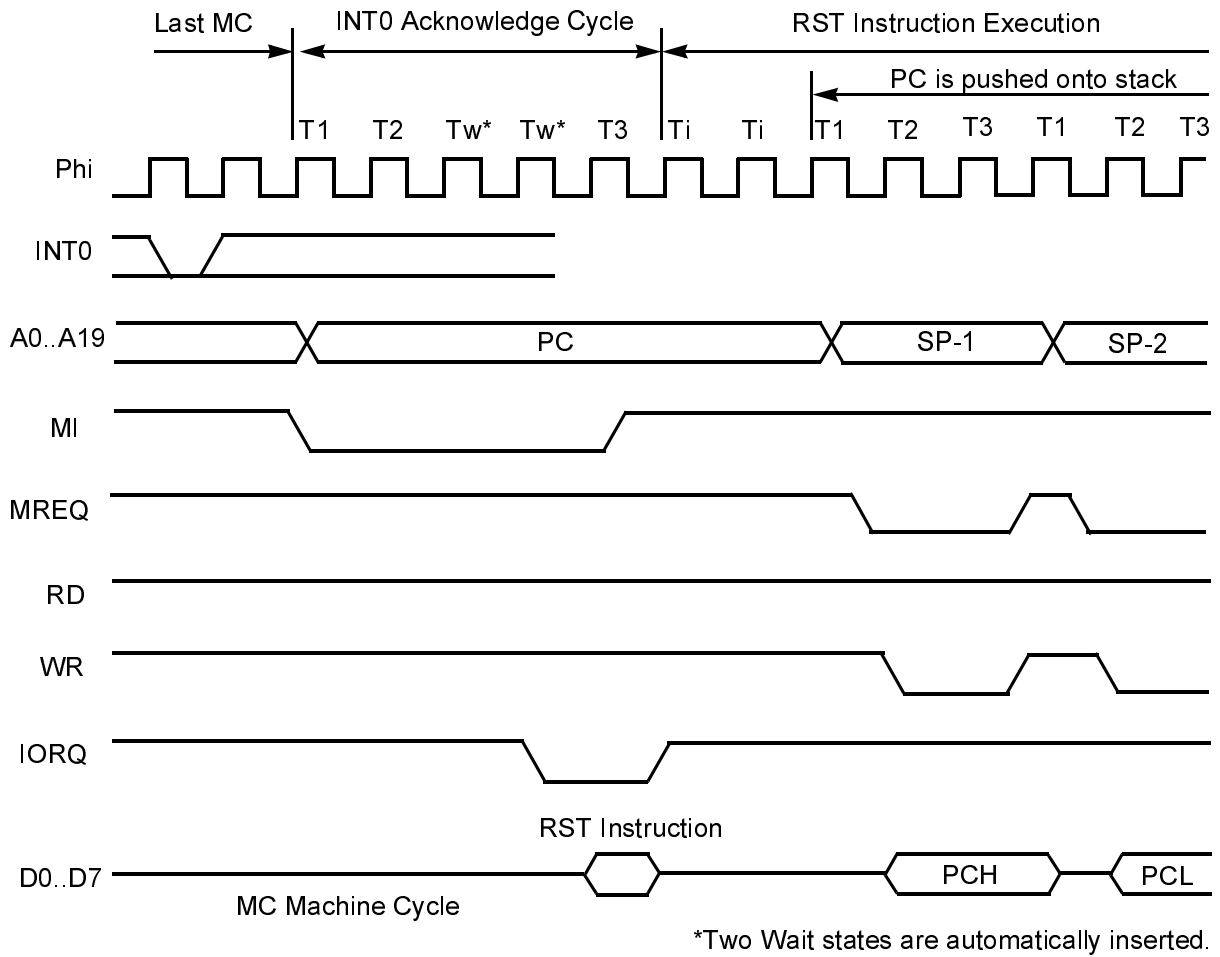 Last MC INT0 Acknowledge Cycle RST Instruction Execution
PC is pushed onto stack
T1 T2 Tw* Tw* T3 Ti Ti T1 T2 T3 T1 T2 T3
Phi
INT0
A0..A19 PC SP-1 SP-2
MI
MREQ
RD
WR
IORQ
RST Instruction
D0..D7 PCH PCL
MC Machine Cycle
*Two Wait states are automatically inserted.